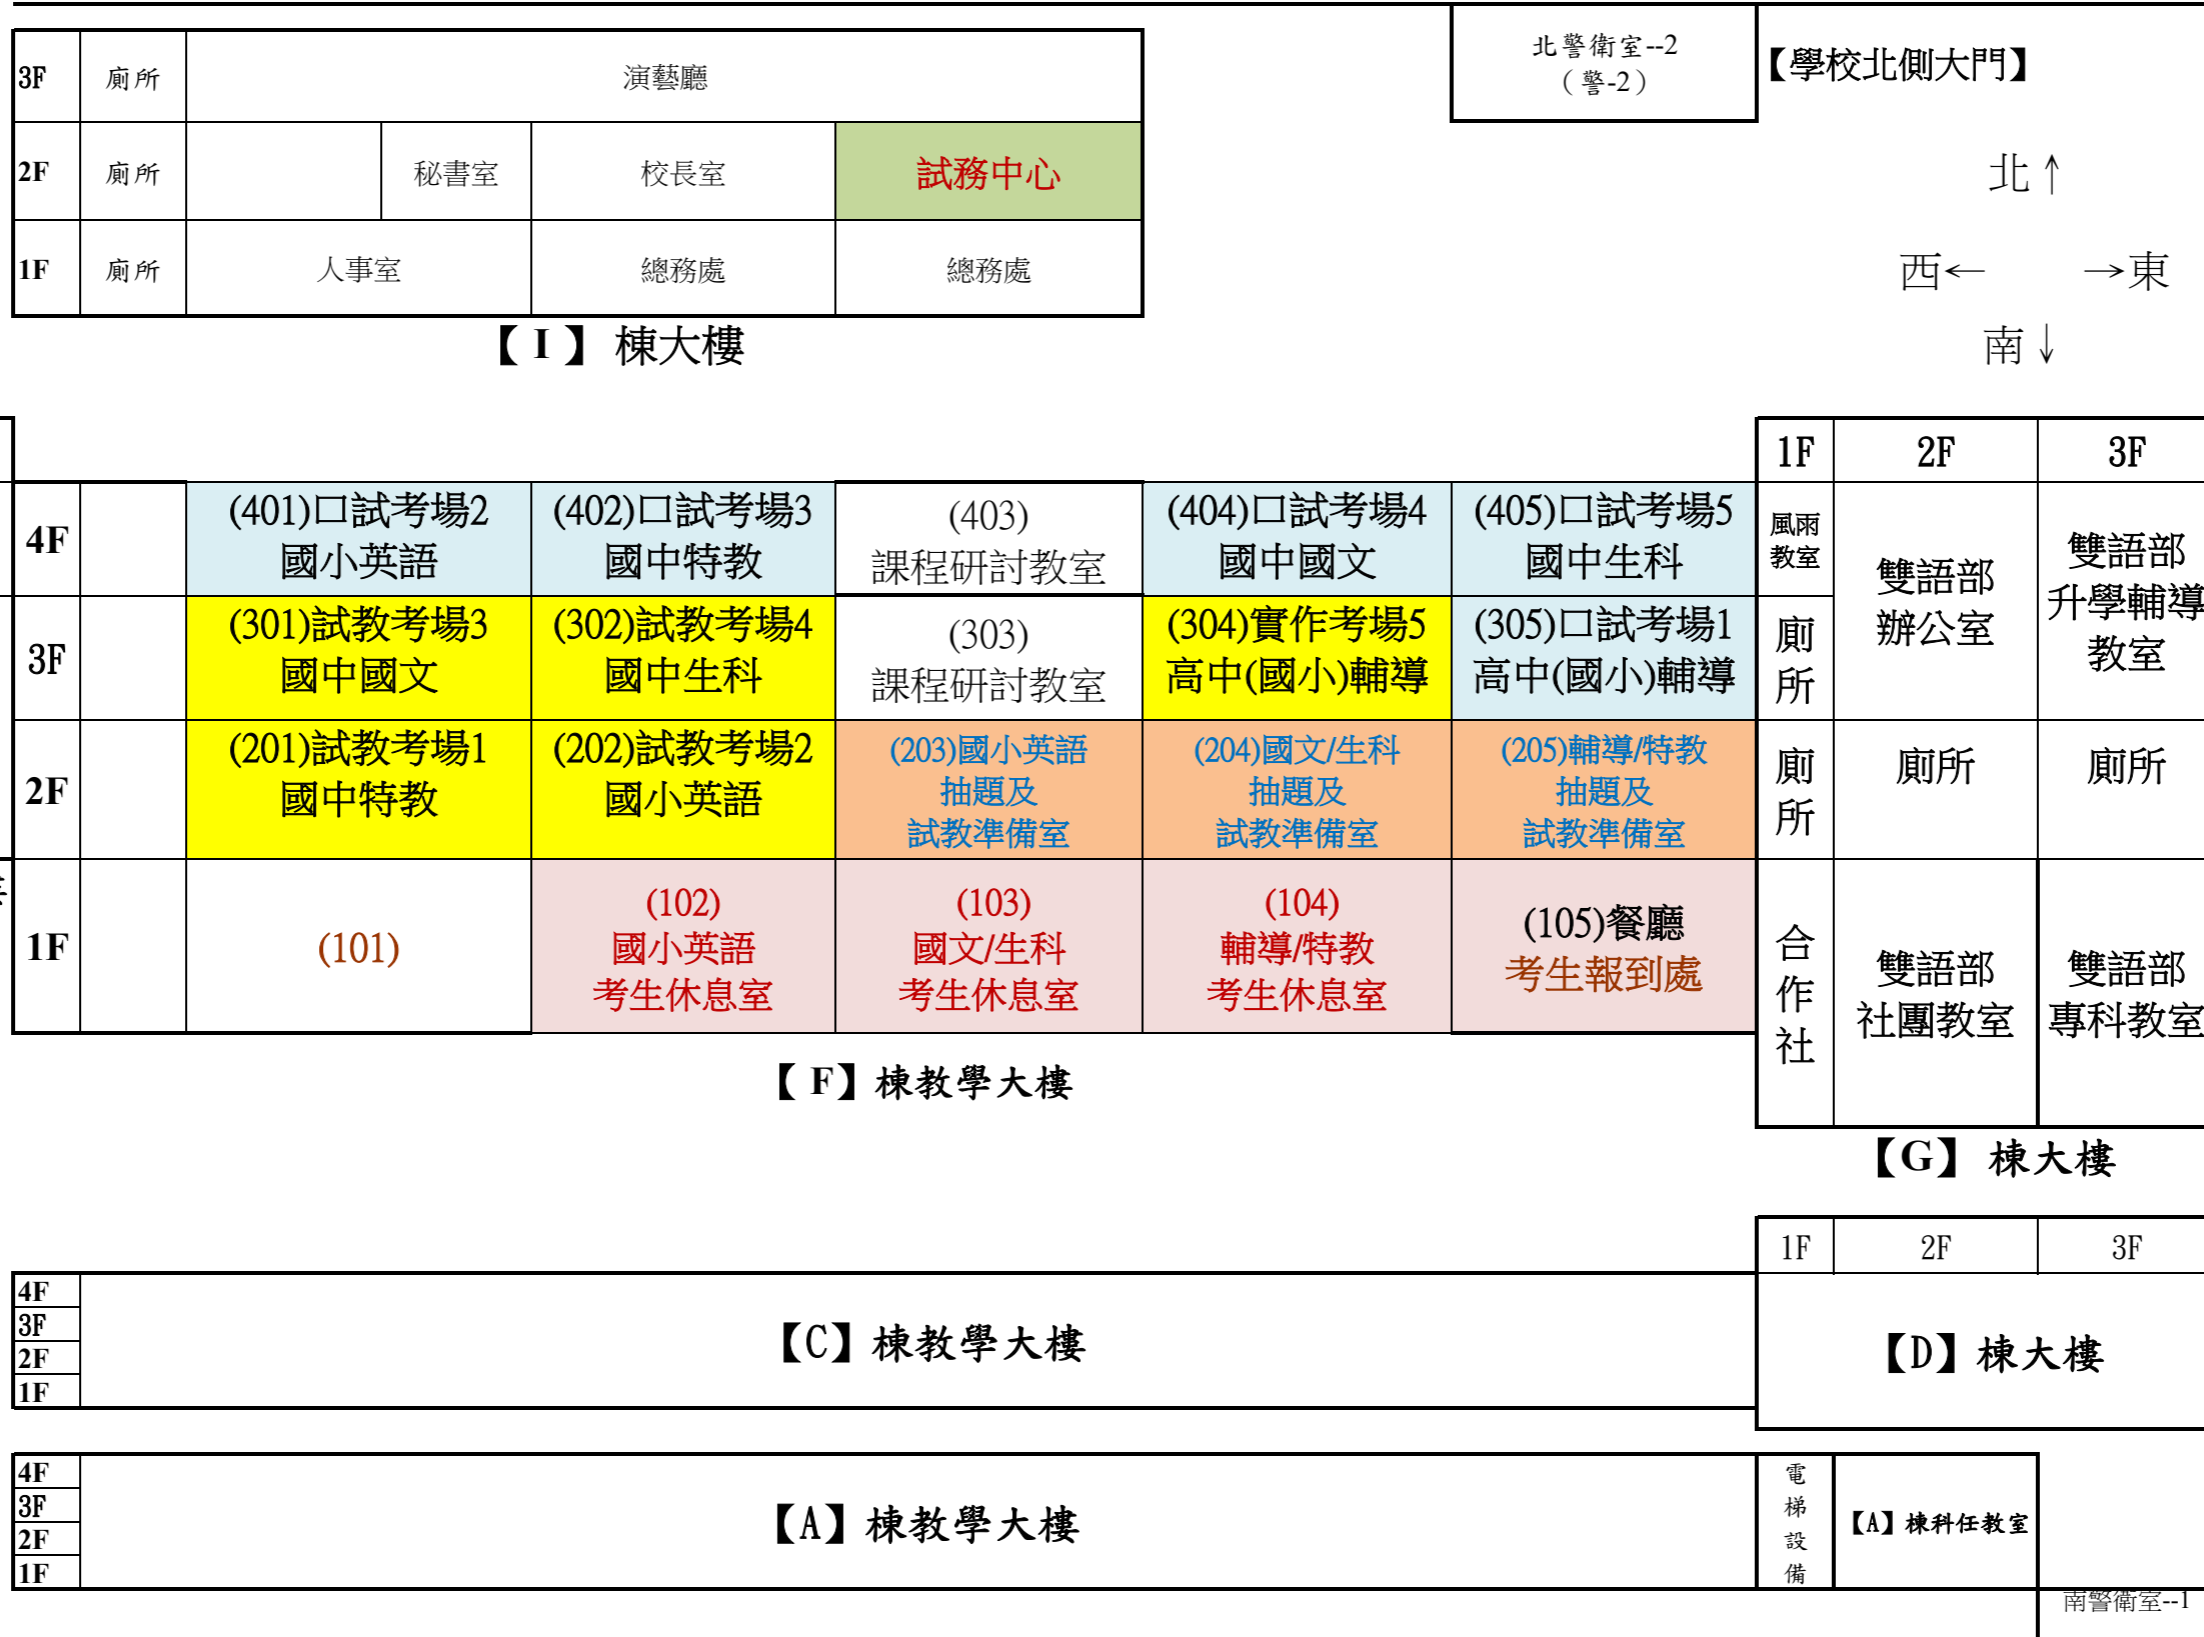 北警衛室--2
（警-2）
【學校北側大門】
3F 廁所 演藝廳
2F 廁所 秘書室 校長室 試務中心
1F 廁所 人事室 總務處 總務處
【 I 】 棟大樓
北↑
西← →東
南↓
1F 2F 3F
4F
(401)口試考場2
國小英語
(402)口試考場3
國中特教
(403)
課程研討教室
(404)口試考場4
國中國文
(405)口試考場5
國中生科
3F
(301)試教考場3
國中國文
(302)試教考場4
國中生科
(303)
課程研討教室
(304)實作考場5
高中(國小)輔導
(305)口試考場1
高中(國小)輔導
2F
(201)試教考場1
國中特教
(202)試教考場2
國小英語
(203)國小英語
抽題及
試教準備室
(204)國文/生科
抽題及
試教準備室
(205)輔導/特教
抽題及
試教準備室
1F
(101)
(102)
國小英語
考生休息室
(103)
國文/生科
考生休息室
(104)
輔導/特教
考生休息室
(105)餐廳
考生報到處
風雨
教室
廁
所
廁
所
合
作
社
雙語部
辦公室
廁所
雙語部
社團教室
雙語部
升學輔導
教室
廁所
雙語部
專科教室
【 F】棟教學大樓
【G】 棟大樓
1F 2F 3F
4F
3F
2F
1F
【C】棟教學大樓
【D】棟大樓
4F
3F
2F
1F
【A】棟教學大樓
電
梯
設
備
【A】棟科任教室
南警衛室--1